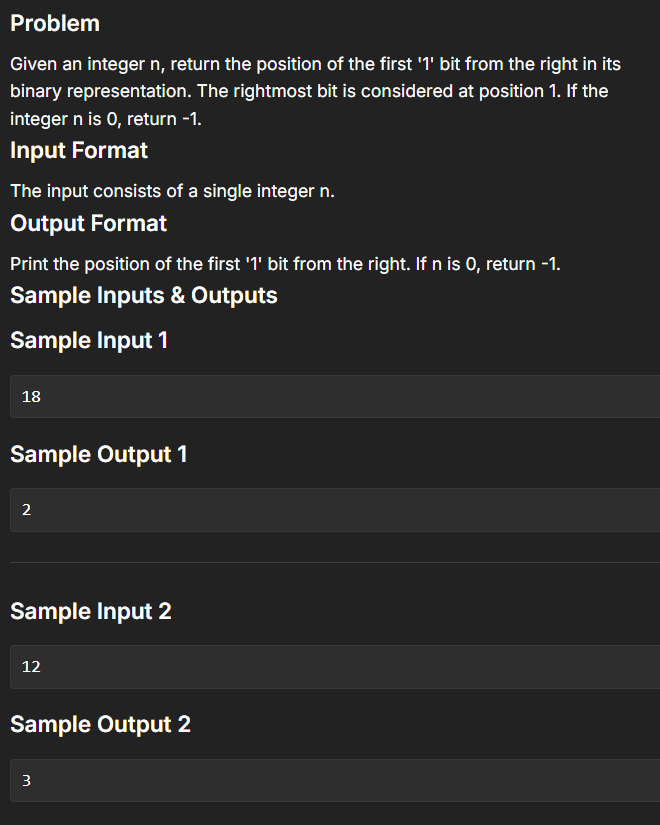 Problem
Given an integer n, return the position of the first '1' bit from the right in its
binary representation. The rightmost bit is considered at position 1. If the
integer n is 0, return -1.
Input Format
The input consists of a single integer n.
Output Format
Print the position of the first '1' bit from the right. If n is 0, return -1.
Sample Inputs & Outputs
Sample Input 1
18
Sample Output 1
2
Sample Input 2
12
Sample Output 2
3